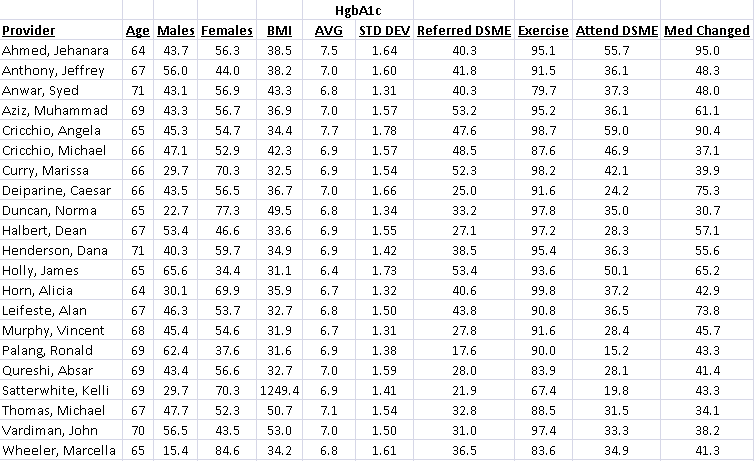 HgbA1c
Provider Age Males Females BMI AVG STD DEV Referred DSME Exercise Attend DSME Med Changed
Ahmed, Jehanara 64 43.7 56.3 38.5 7.5 1.64 40.3 95.1 55.7 95.0
Anthony, Jeffrey 67 56.0 44.0 38.2 7.0 1.60 41.8 91.5 36.1 48.3
Anwar, Syed 71 43.1 56.9 43.3 6.8 1.31 40.3 79.7 37.3 48.0
Aziz, Muhammad 69 43.3 56.7 36.9 7.0 1.57 53.2 95.2 36.1 61.1
Cricchio, Angela 65 45.3 54.7 34.4 7.7 1.78 47.6 98.7 59.0 90.4
Cricchio, Michael 66 47.1 52.9 42.3 6.9 1.57 48.5 87.6 46.9 37.1
Curry, Marissa 66 29.7 70.3 32.5 6.9 1.54 52.3 98.2 42.1 39.9
Deiparine, Caesar 66 43.5 56.5 36.7 7.0 1.66 25.0 91.6 24.2 75.3
Duncan, Norma 65 22.7 77.3 49.5 6.8 1.34 33.2 97.8 35.0 30.7
Halbert, Dean 67 53.4 46.6 33.6 6.9 1.55 27.1 97.2 28.3 57.1
Henderson, Dana 71 40.3 59.7 34.9 6.9 1.42 38.5 95.4 36.3 55.6
Holly, James 65 65.6 34.4 31.1 6.4 1.73 53.4 93.6 50.1 65.2
Horn, Alicia 64 30.1 69.9 35.9 6.7 1.32 40.6 99.8 37.2 42.9
Leifeste, Alan 67 46.3 53.7 32.7 6.8 1.50 43.8 90.8 36.5 73.8
Murphy, Vincent 68 45.4 54.6 31.9 6.7 1.31 27.8 91.6 28.4 45.7
Palang, Ronald 69 62.4 37.6 31.6 6.9 1.38 17.6 90.0 15.2 43.3
Qureshi, Absar 69 43.4 56.6 32.7 7.0 1.59 28.0 83.9 28.1 41.4
Satterwhite, Kelli 69 29.7 70.3 1249.4 6.9 1.41 21.9 67.4 19.8 43.3
Thomas, Michael 67 47.7 52.3 50.7 7.1 1.54 32.8 88.5 31.5 34.1
Vardiman, John 70 56.5 43.5 53.0 7.0 1.50 31.0 97.4 33.3 38.2
Wheeler, Marcella 65 15.4 84.6 34.2 6.8 1.61 36.5 83.6 34.9 41.3